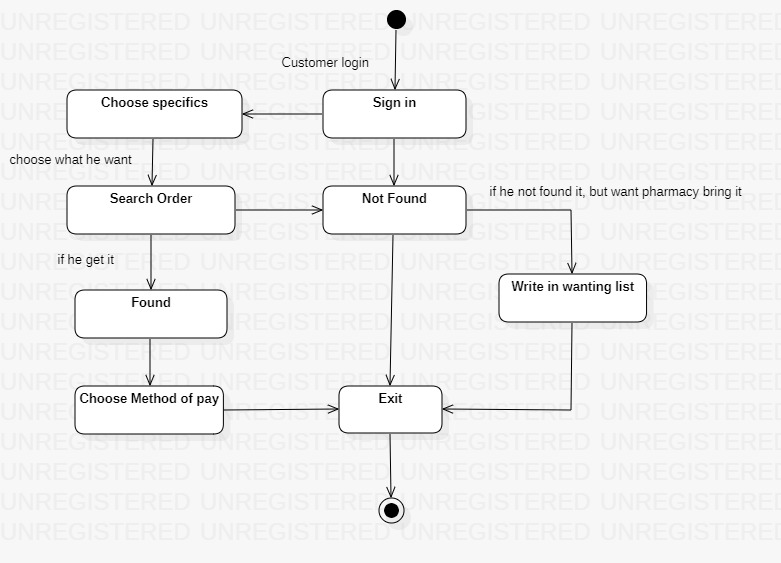 Customer login
Choose specifics
Sign in
choose what he want
Search Order
Not Found
if he not found it, but want pharmacy bring it
if he get it
Found
Write in wanting list
Choose Method of pay
Exit
UNREGISTERED